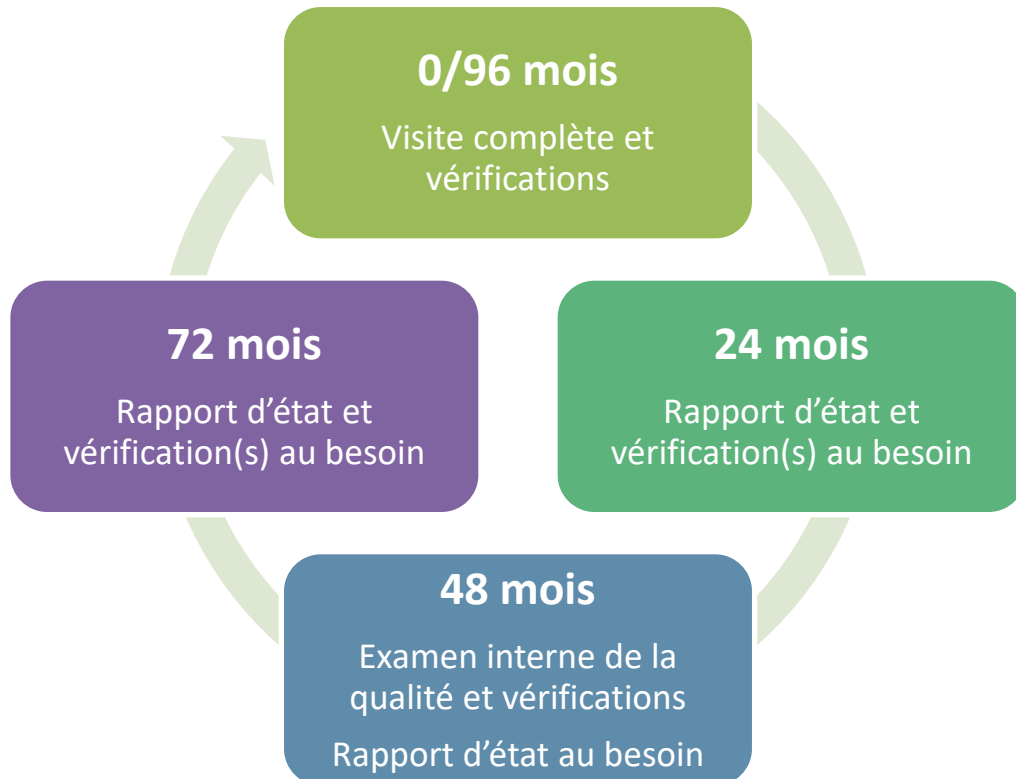 0/96 mois
Visite complète et
vérifications
24 mois
Rapport d’état et
vérification(s) au besoin
48 mois
Examen interne de la
qualité et vérifications
Rapport d’état au besoin
72 mois
Rapport d’état et
vérification(s) au besoin